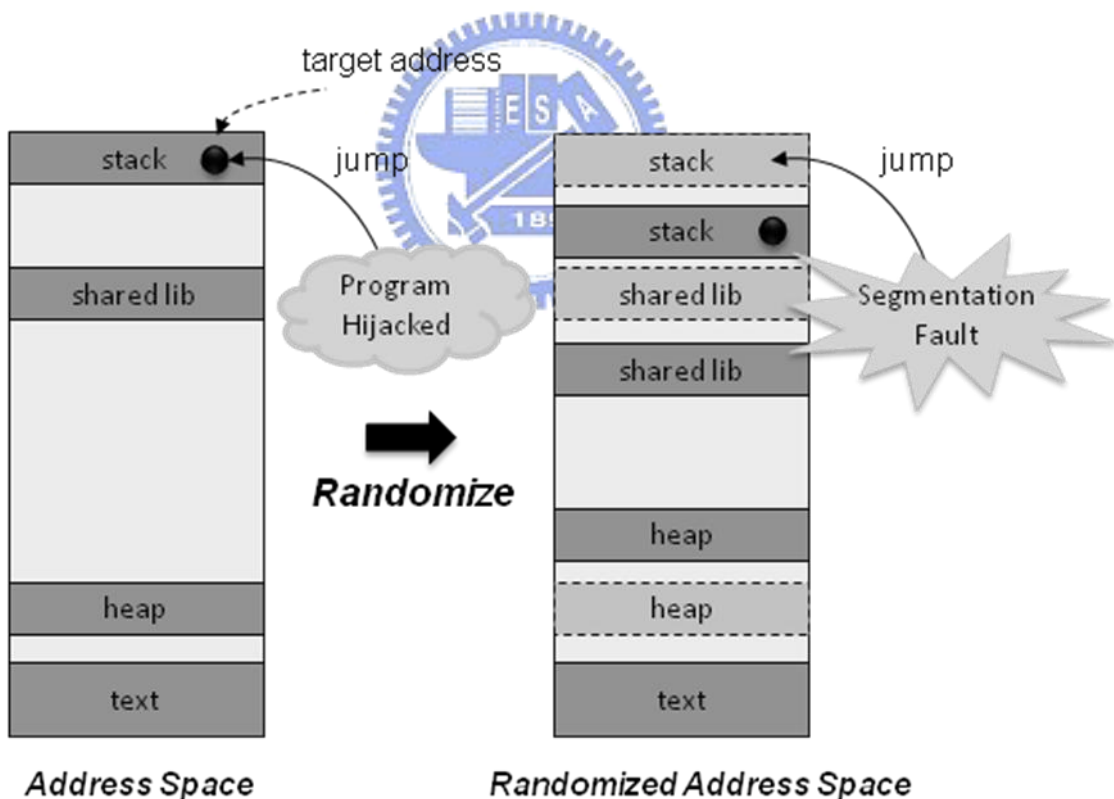 target address
stack
jump
shared lib
Program
Hijacked
heap
text
Address Space
Randomize
ESA
stack
jump
stack
shared lib
Segmentation
Fault
shared lib
heap
heap
text
Randomized Address Space